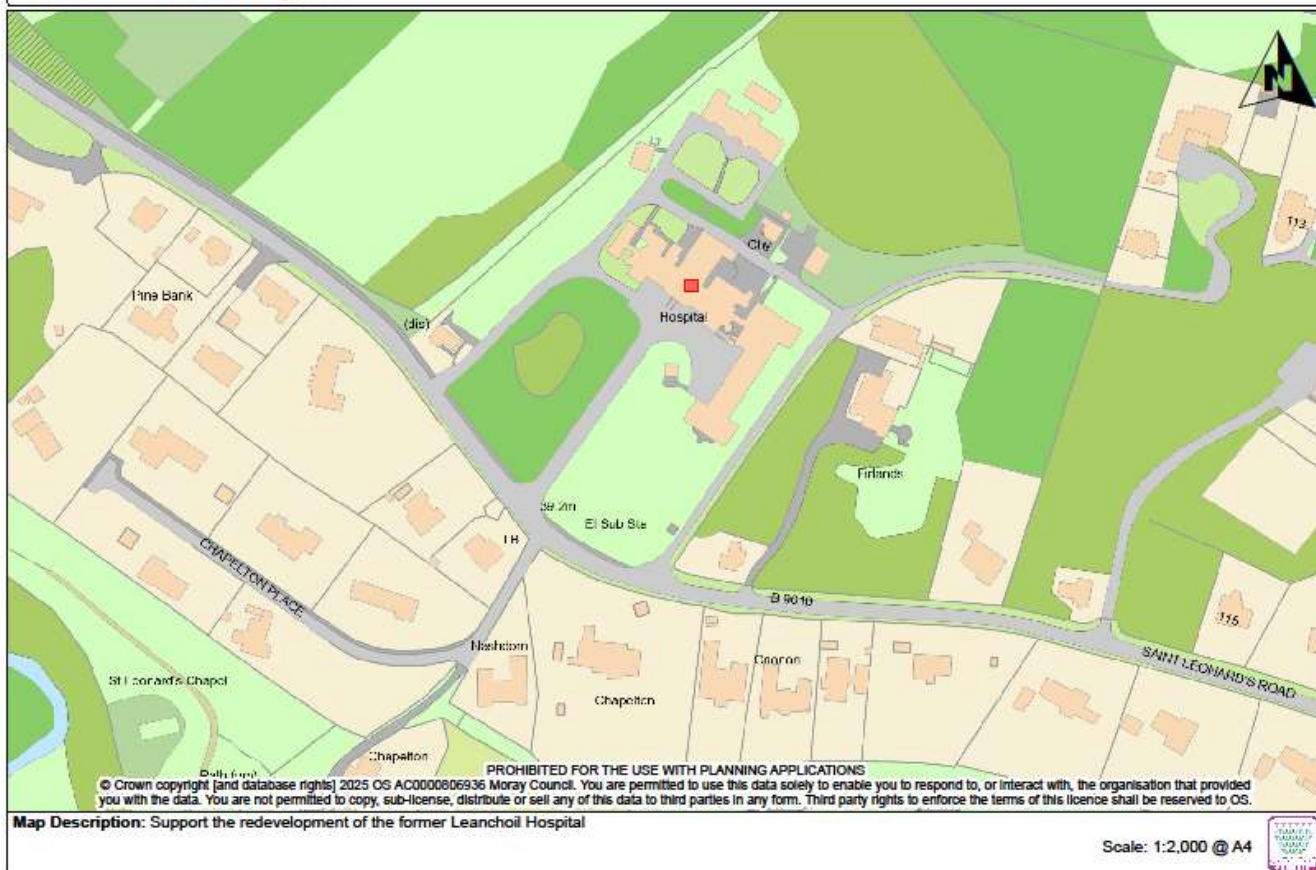 N
113
Pine Bank
(dis)
Hospital
Firlands
39.2m
El Sub Sta
CHAPELTON PLACE
B 9010
115
SAINT LEONARD'S ROAD
St Leonard's Chapel
Chapelton
Chapelton
PROHIBITED FOR THE USE WITH PLANNING APPLICATIONS
© Crown copyright [and database rights] 2025 OS AC0000806936 Moray Council. You are permitted to use this data solely to enable you to respond to, or interact with, the organisation that provided
you with the data. You are not permitted to copy, sub-license, distribute or sell any of this data to third parties in any form. Third party rights to enforce the terms of this licence shall be reserved to OS.
Map Description: Support the redevelopment of the former Leanchoil Hospital
Scale: 1:2,000 @ A4